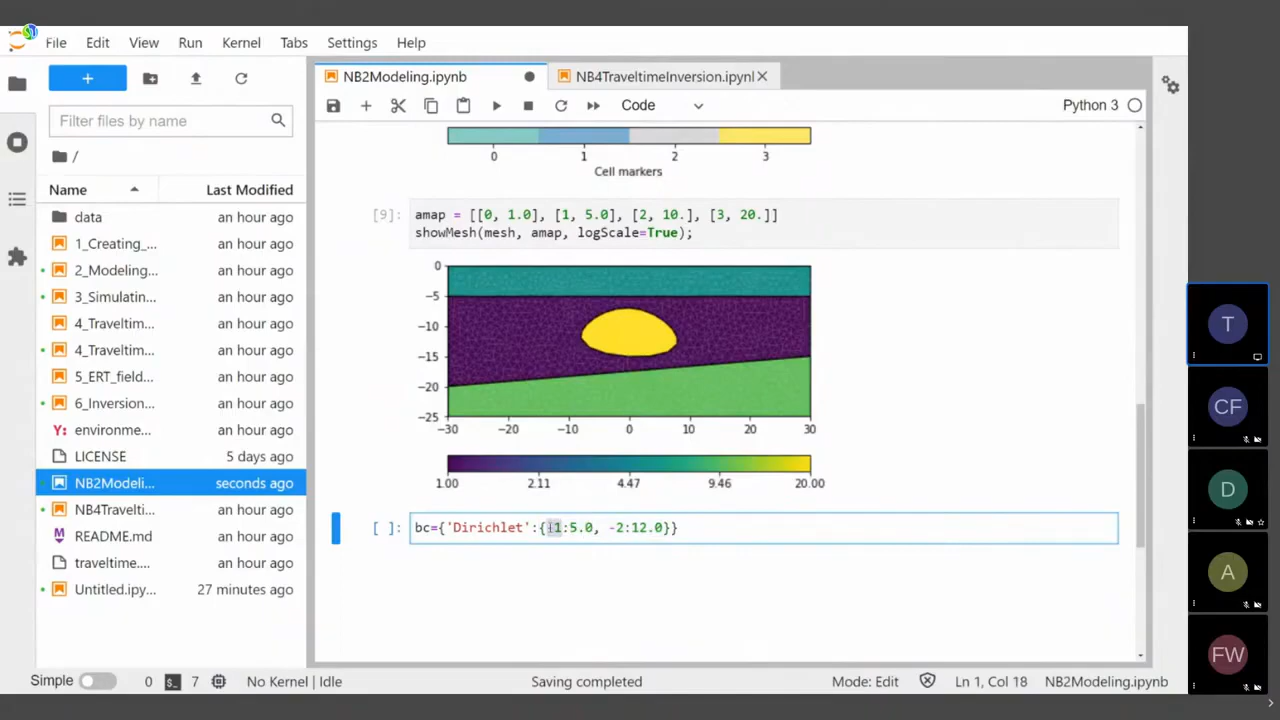 File Edit View Run Kernel Tabs Settings Help
NB2Modeling.ipynb
NB4TraveltimeInversion.ipynl
Code
Python 3
Filter files by name
/
Name Last Modified
data an hour ago
1_Creating_... an hour ago
2_Modeling... an hour ago
3_Simulatin... an hour ago
4_Traveltim... an hour ago
4_Traveltim... an hour ago
5_ERT_field... an hour ago
6_Inversion... an hour ago
Y: environme... an hour ago
LICENSE 5 days ago
NB2Modeli... seconds ago
NB4Travelti... an hour ago
README.md an hour ago
traveltime.... an hour ago
Untitled.ipy... 27 minutes ago
0 1 2 3
Cell markers
[9]: amap = [[0, 1.0], [1, 5.0], [2, 10.], [3, 20.]]
showMesh(mesh, amap, logScale=True);
0
−5
−10
−15
−20
−25
−30 −20 −10 0 10 20 30
1.00 2.11 4.47 9.46 20.00
[ ]: bc={'Dirichlet':{-1:5.0, -2:12.0}}
T
CF
D
A
FW
Simple 0 7 No Kernel | Idle Saving completed Mode: Edit Ln 1, Col 18 NB2Modeling.ipynb